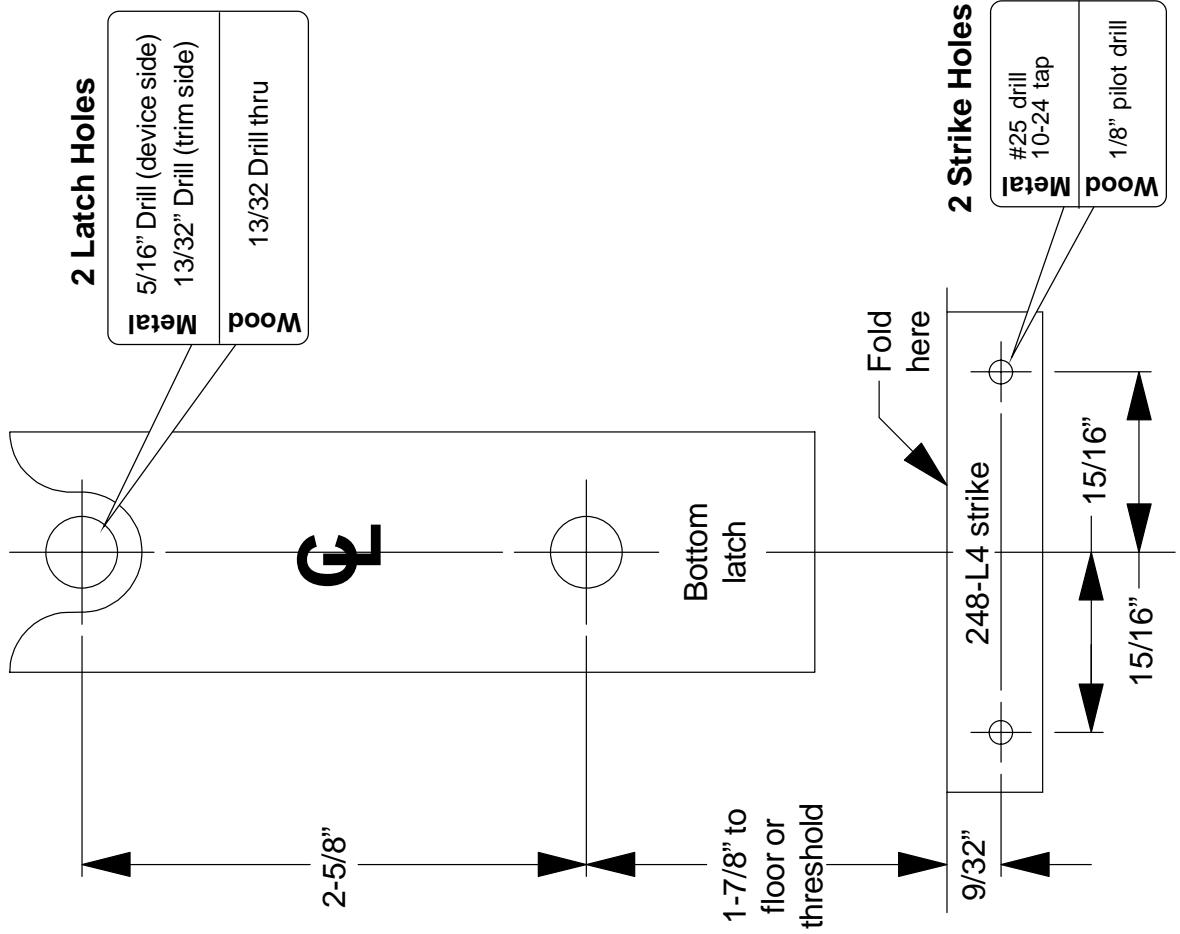 2 Latch Holes
Metal
5/16” Drill (device side)
13/32” Drill (trim side)
Wood
13/32 Drill thru
CL
Bottom
latch
2-5/8”
1-7/8” to
floor or
threshold
Fold
here
248-L4 strike
2 Strike Holes
Metal
#25 drill
10-24 tap
Wood
1/8” pilot drill
9/32”
15/16”
15/16”